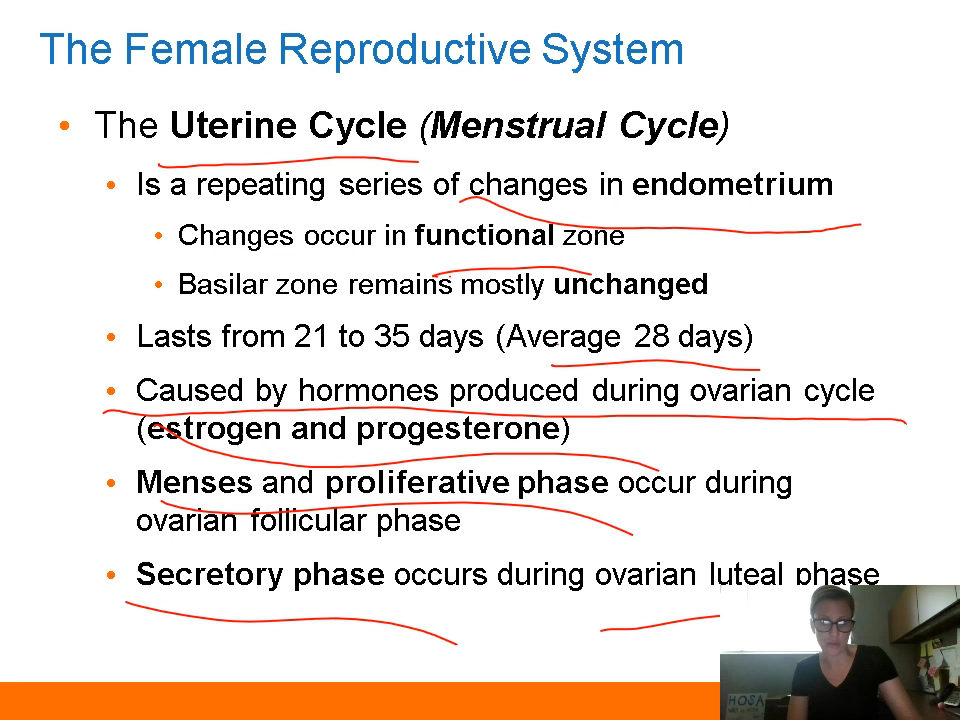 The Female Reproductive System
• The Uterine Cycle (Menstrual Cycle)
• Is a repeating series of changes in endometrium
• Changes occur in functional zone
• Basilar zone remains mostly unchanged
• Lasts from 21 to 35 days (Average 28 days)
• Caused by hormones produced during ovarian cycle
(estrogen and progesterone)
• Menses and proliferative phase occur during
ovarian follicular phase
• Secretory phase occurs during ovarian luteal phase
HOSA